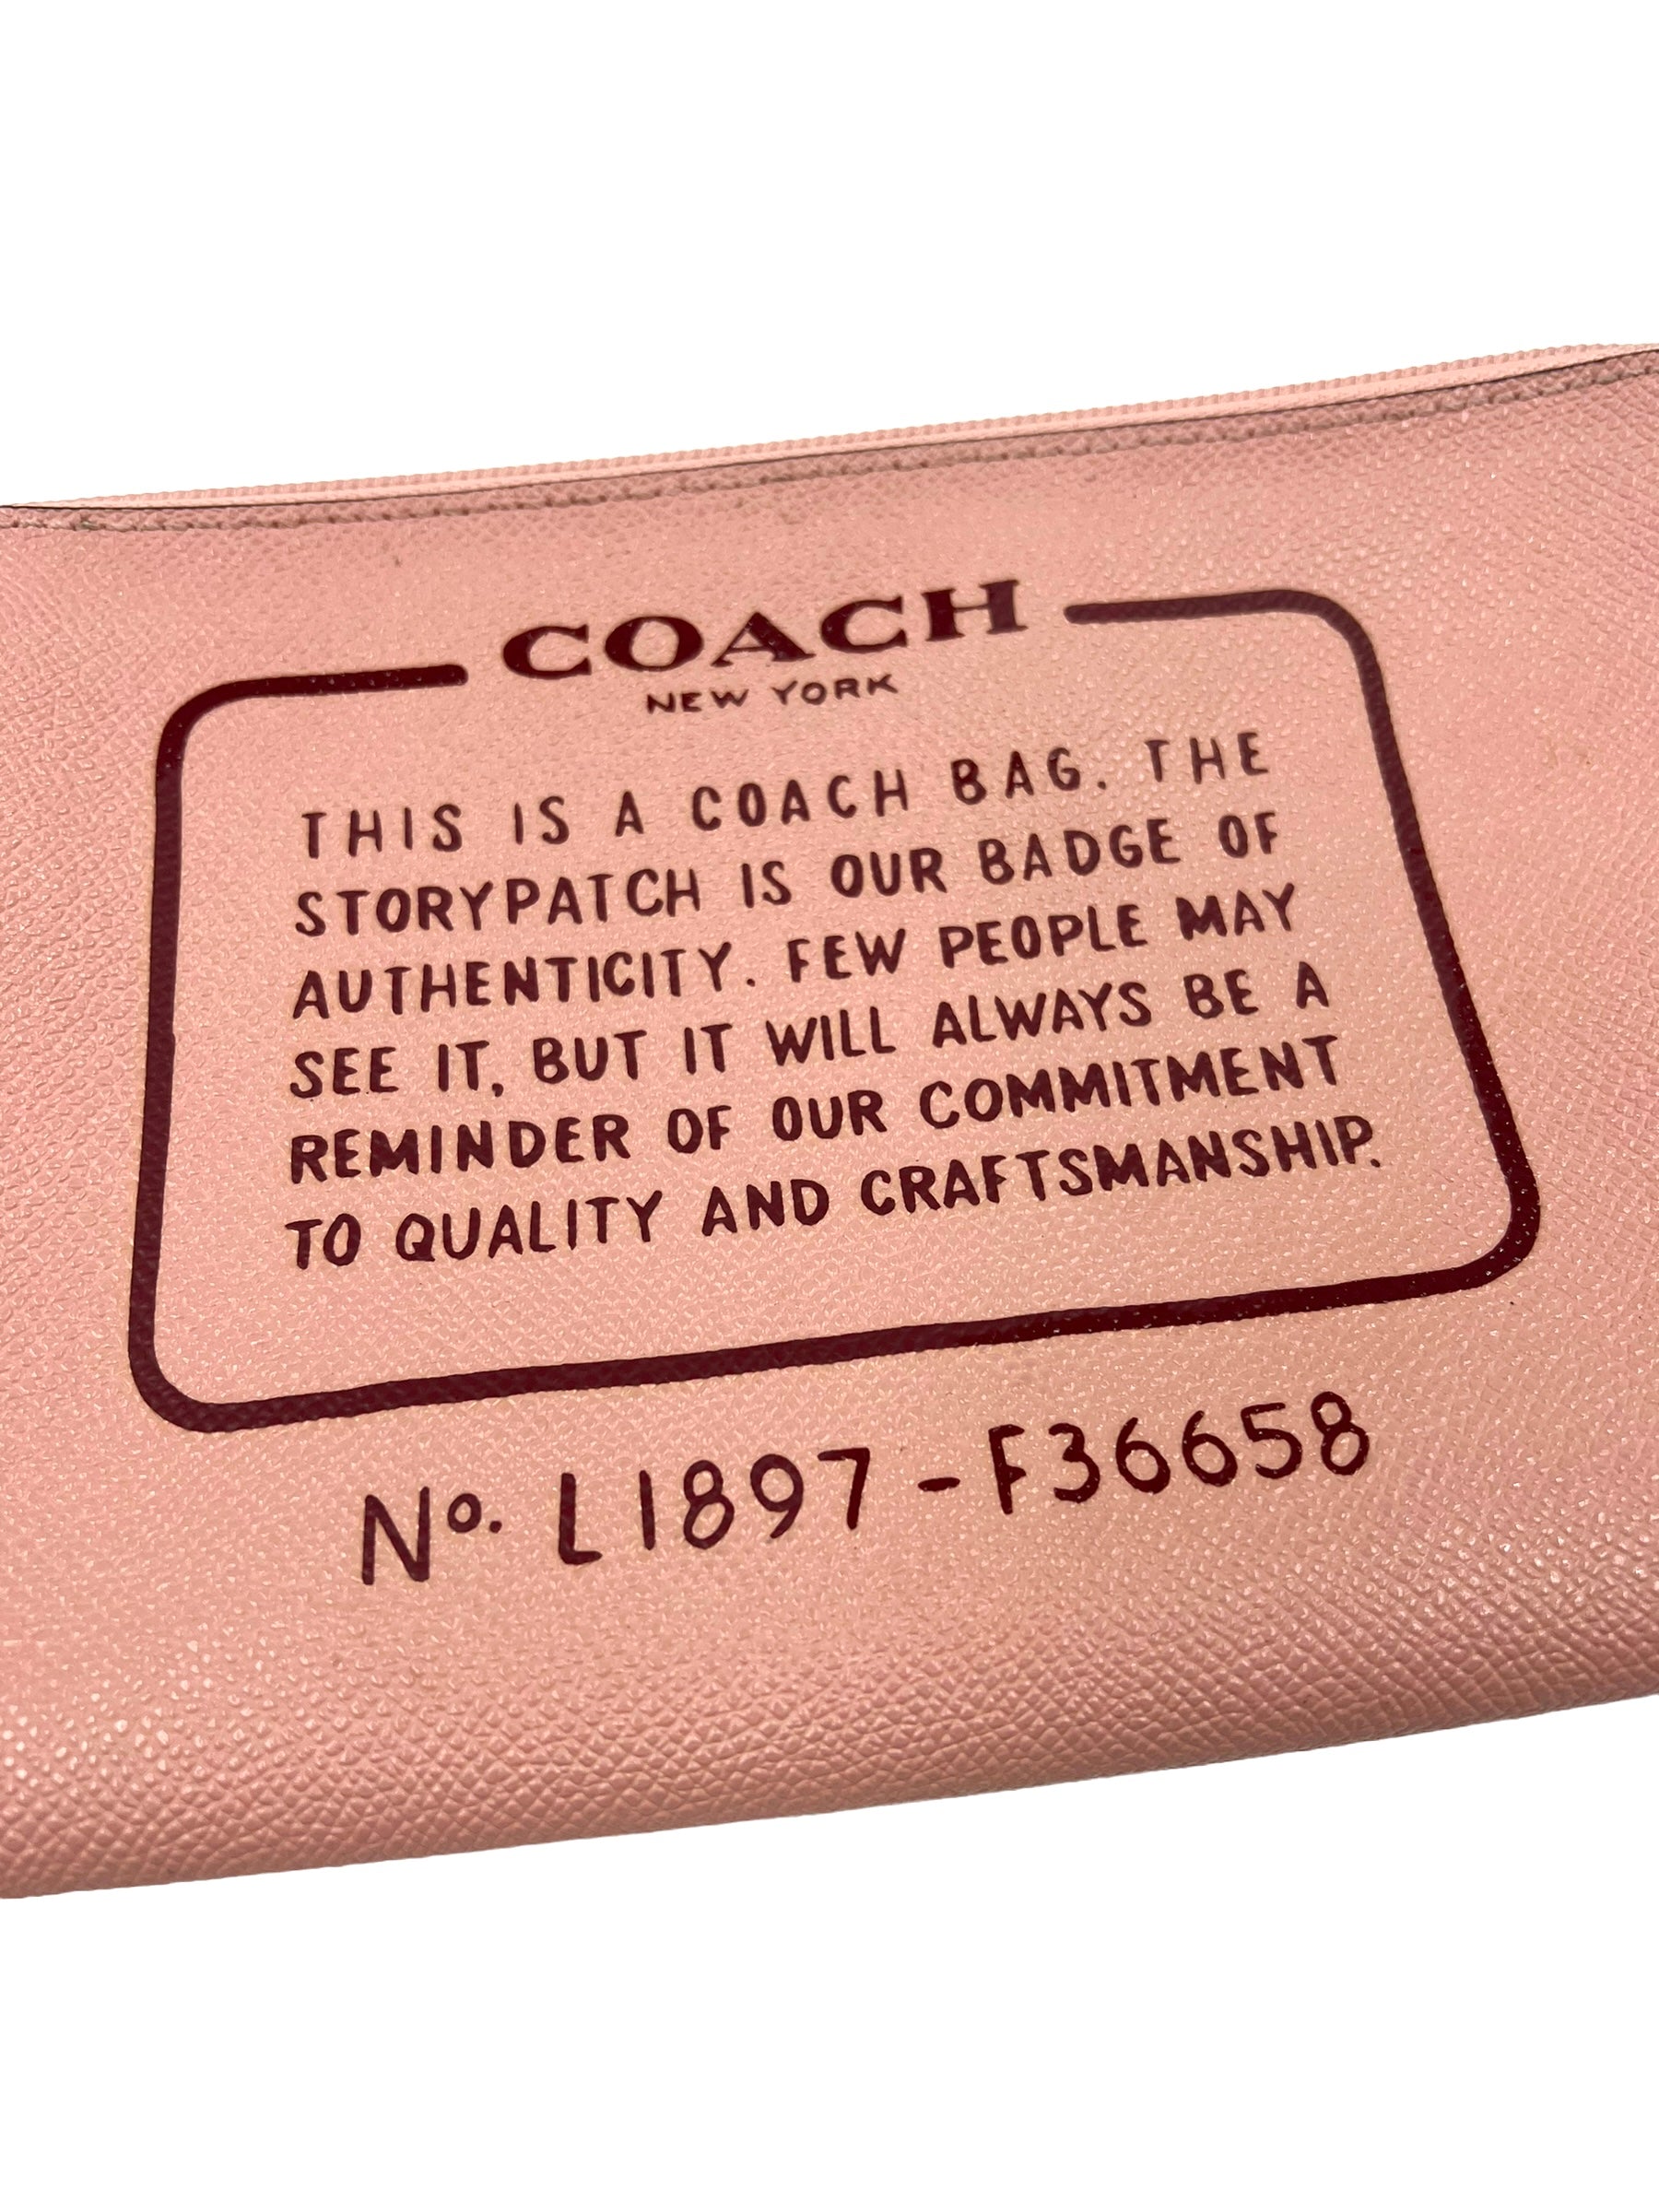 COACH
NEW YORK
THIS IS A COACH BAG. THE
STORYPATCH IS OUR BADGE OF
AUTHENTICITY. FEW PEOPLE MAY
SEE IT, BUT IT WILL ALWAYS BE A
REMINDER OF OUR COMMITMENT
TO QUALITY AND CRAFTSMANSHIP.
No. L1897-F36658